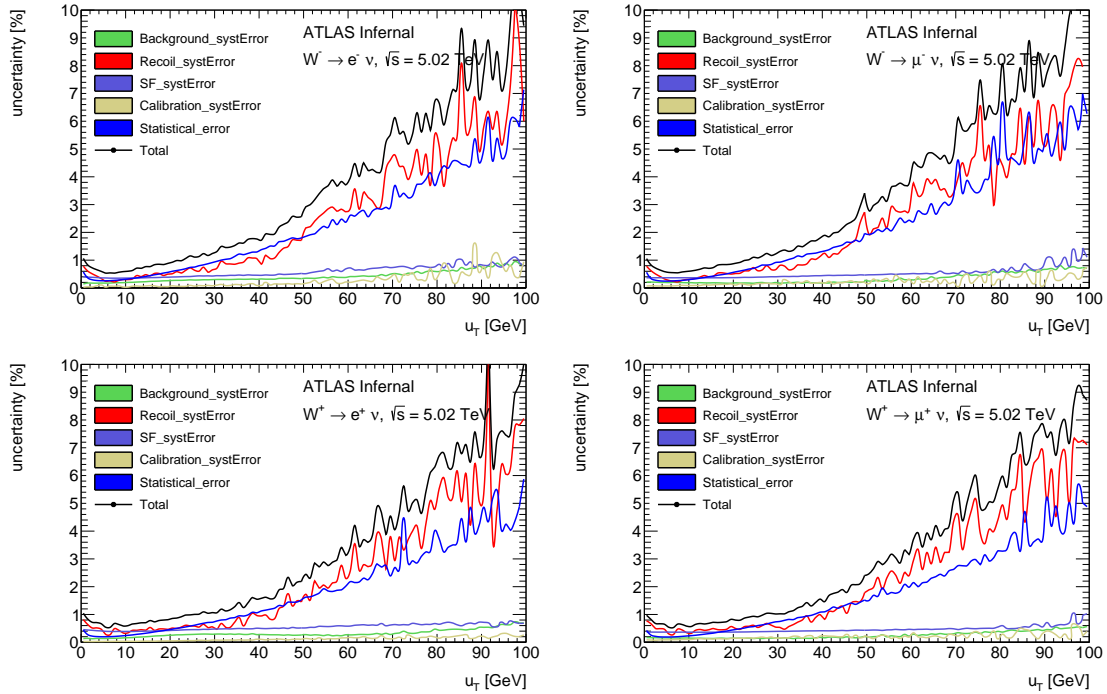 uncertainty [%]
10
9
8
7
6
5
4
3
2
1
0
Background_systError
Recoil_systError
SF_systError
Calibration_systError
Statistical_error
Total
ATLAS Internal
W⁻ → e⁻ ν, √s = 5.02 TeV
0 10 20 30 40 50 60 70 80 90 100
u_T [GeV]
uncertainty [%]
10
9
8
7
6
5
4
3
2
1
0
Background_systError
Recoil_systError
SF_systError
Calibration_systError
Statistical_error
Total
ATLAS Internal
W⁻ → μ⁻ ν, √s = 5.02 TeV
0 10 20 30 40 50 60 70 80 90 100
u_T [GeV]
uncertainty [%]
10
9
8
7
6
5
4
3
2
1
0
Background_systError
Recoil_systError
SF_systError
Calibration_systError
Statistical_error
Total
ATLAS Internal
W⁺ → e⁺ ν, √s = 5.02 TeV
0 10 20 30 40 50 60 70 80 90 100
u_T [GeV]
uncertainty [%]
10
9
8
7
6
5
4
3
2
1
0
Background_systError
Recoil_systError
SF_systError
Calibration_systError
Statistical_error
Total
ATLAS Internal
W⁺ → μ⁺ ν, √s = 5.02 TeV
0 10 20 30 40 50 60 70 80 90 100
u_T [GeV]